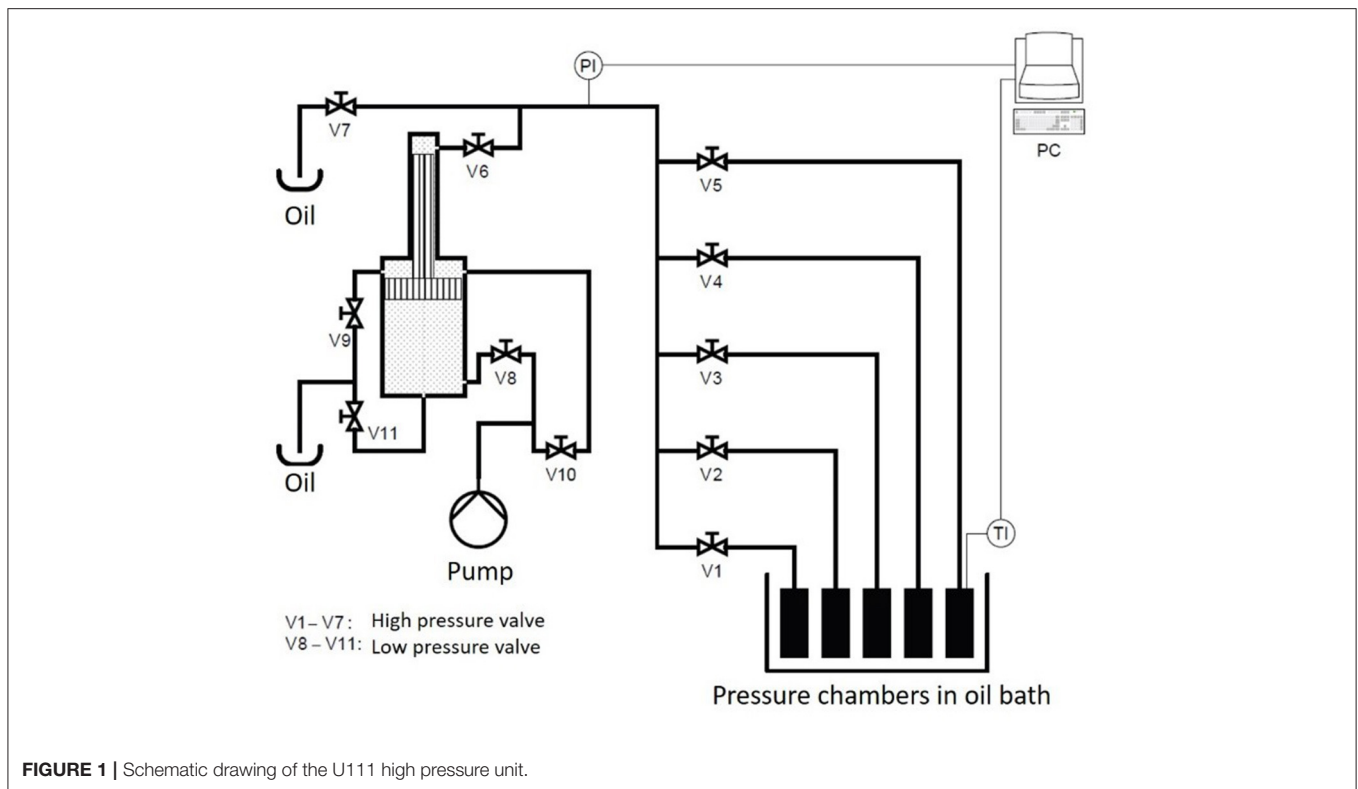 PI
V7
V6
PC
V5
Oil
V4
V9
V8
V3
V11
V10
V2
Oil
TI
Pump
V1
V1 – V7 : High pressure valve
V8 – V11: Low pressure valve
Pressure chambers in oil bath
FIGURE 1 | Schematic drawing of the U111 high pressure unit.